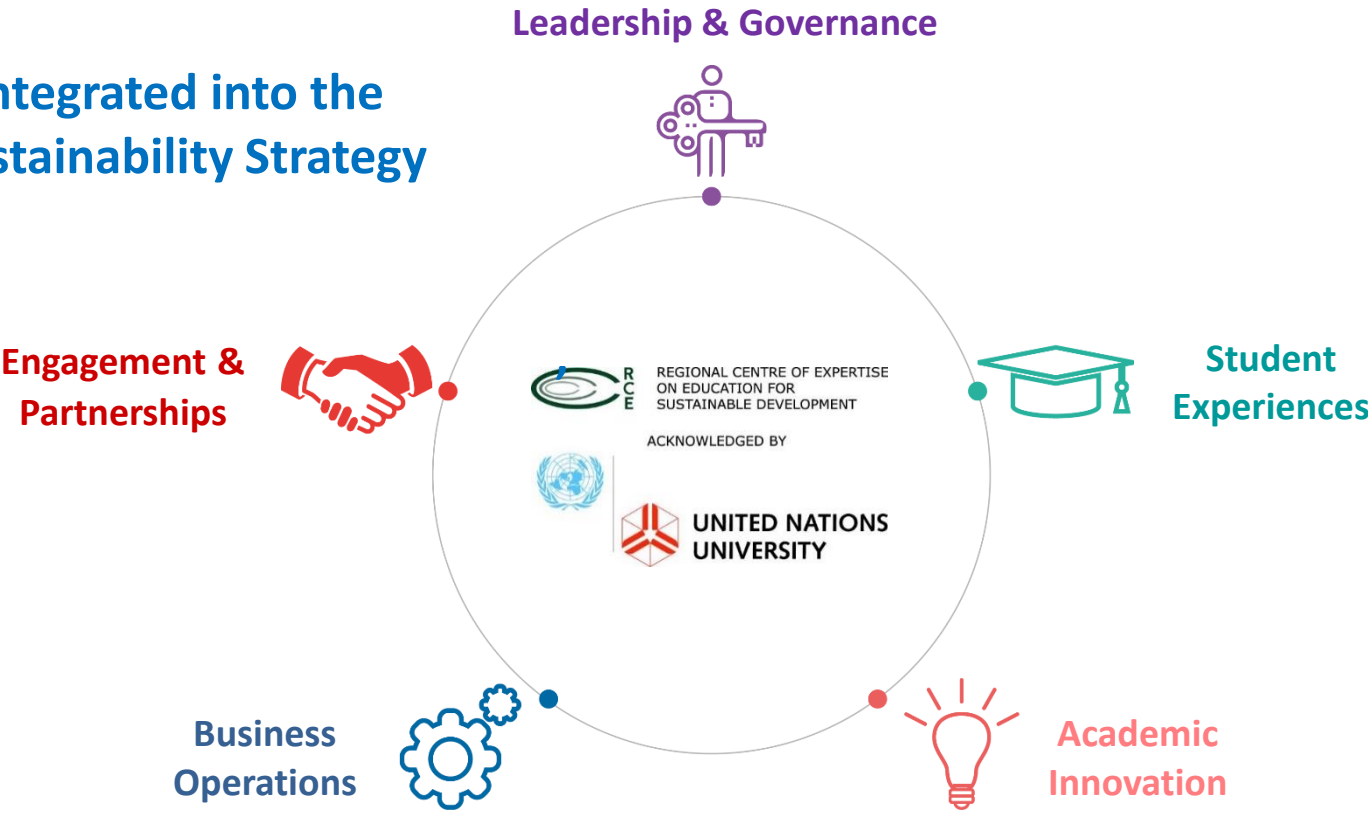 Leadership & Governance
ntegrated into the
stainability Strategy
Engagement &
Partnerships
R
C
E
REGIONAL CENTRE OF EXPERTISE
ON EDUCATION FOR
SUSTAINABLE DEVELOPMENT
ACKNOWLEDGED BY
UNITED NATIONS
UNIVERSITY
Student
Experiences
Business
Operations
Academic
Innovation